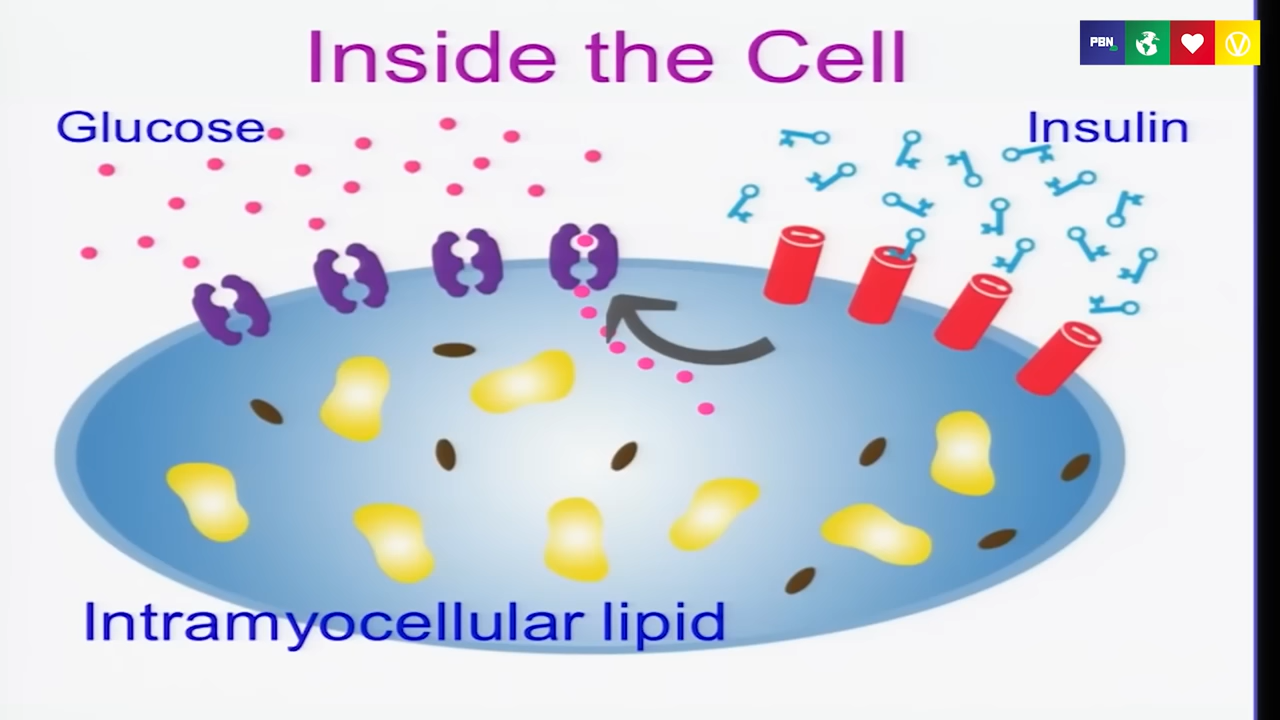 Inside the Cell
PBN
Glucose
Insulin
Intramyocellular lipid